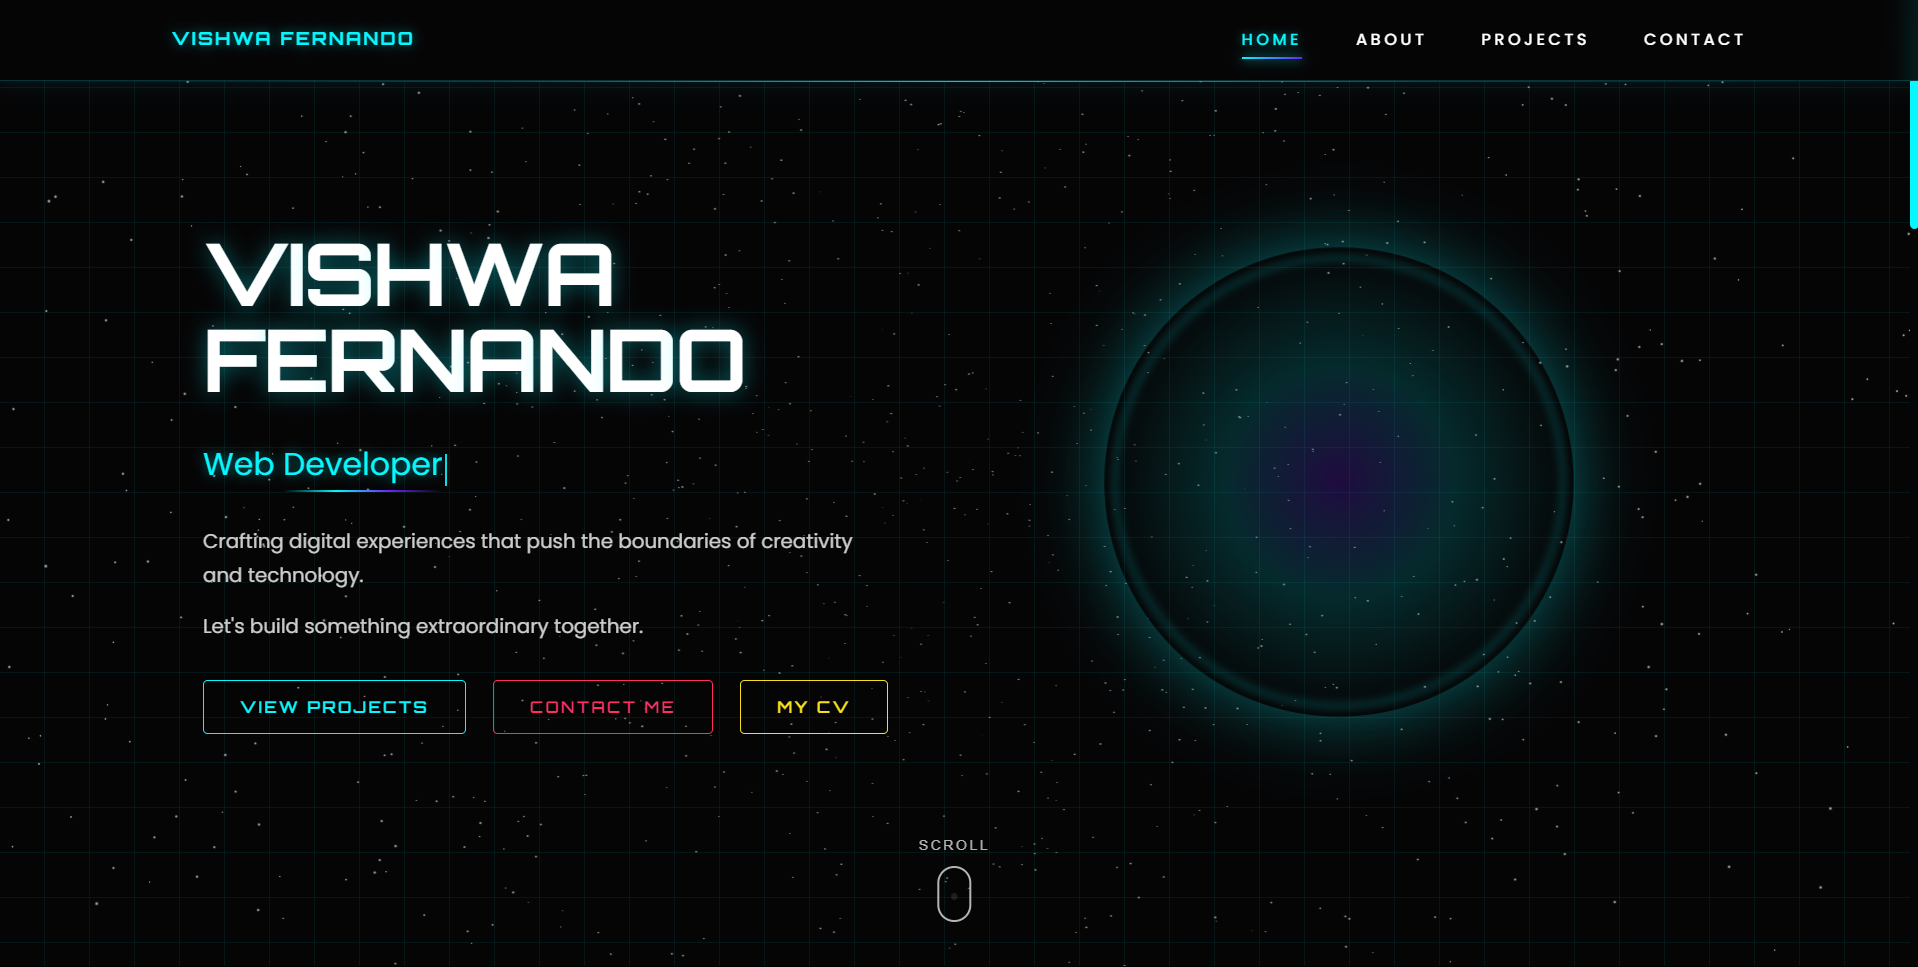 VISHWA FERNANDO
HOME ABOUT PROJECTS CONTACT
VISHWA
FERNANDO
Web Developer
Crafting digital experiences that push the boundaries of creativity
and technology.
Let's build something extraordinary together.
VIEW PROJECTS CONTACT ME MY CV
SCROLL